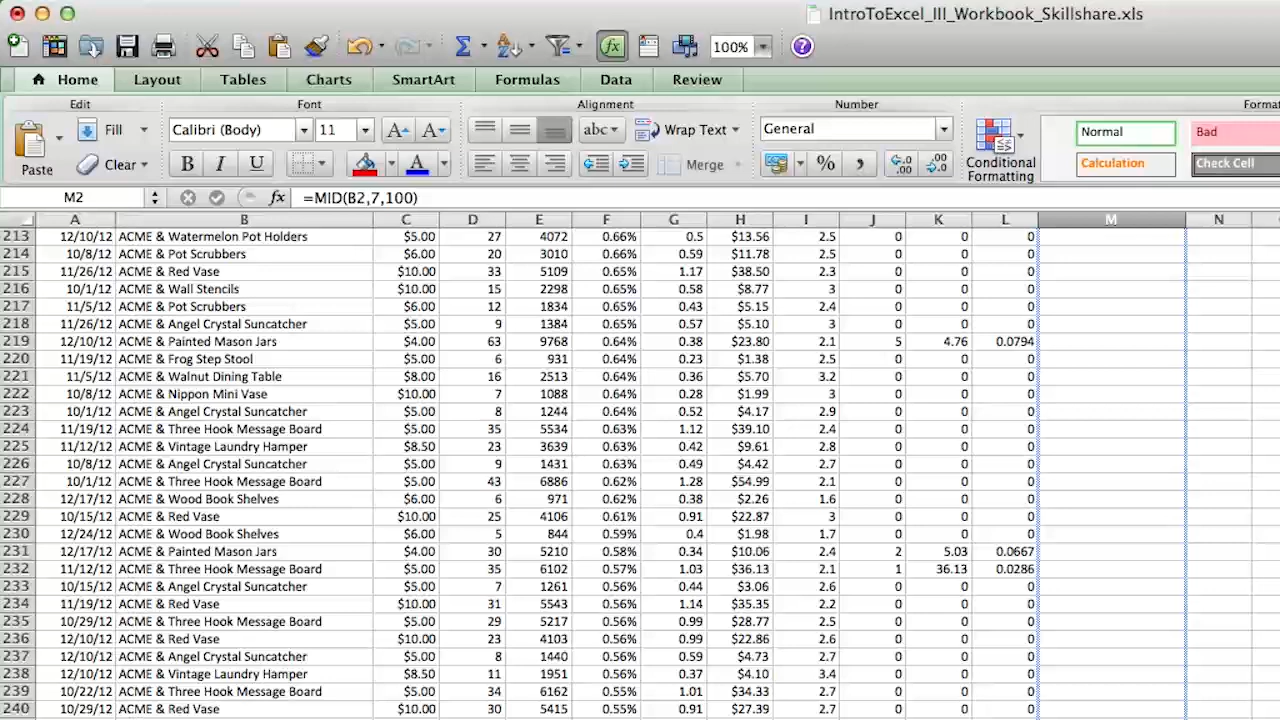 IntroToExcel_III_Workbook_Skillshare.xls
100%
Home Layout Tables Charts SmartArt Formulas Data Review
Edit Font Alignment Number Forma
Fill Calibri (Body) 11 A A abc Wrap Text General Normal Bad
Paste Clear B I U A Merge % Conditional Formatting Calculation Check Cell
M2 fx =MID(B2,7,100)
A B C D E F G H I J K L M N
213 12/10/12 ACME & Watermelon Pot Holders $5.00 27 4072 0.66% 0.5 $13.56 2.5 0 0 0
214 10/8/12 ACME & Pot Scrubbers $6.00 20 3010 0.66% 0.59 $11.78 2.5 0 0 0
215 11/26/12 ACME & Red Vase $10.00 33 5109 0.65% 1.17 $38.50 2.3 0 0 0
216 10/1/12 ACME & Wall Stencils $10.00 15 2298 0.65% 0.58 $8.77 3 0 0 0
217 11/5/12 ACME & Pot Scrubbers $6.00 12 1834 0.65% 0.43 $5.15 2.4 0 0 0
218 11/26/12 ACME & Angel Crystal Suncatcher $5.00 9 1384 0.65% 0.57 $5.10 3 0 0 0
219 12/10/12 ACME & Painted Mason Jars $4.00 63 9768 0.64% 0.38 $23.80 2.1 5 4.76 0.0794
220 11/19/12 ACME & Frog Step Stool $5.00 6 931 0.64% 0.23 $1.38 2.5 0 0 0
221 11/5/12 ACME & Walnut Dining Table $8.00 16 2513 0.64% 0.36 $5.70 3.2 0 0 0
222 10/8/12 ACME & Nippon Mini Vase $10.00 7 1088 0.64% 0.28 $1.99 3 0 0 0
223 10/1/12 ACME & Angel Crystal Suncatcher $5.00 8 1244 0.64% 0.52 $4.17 2.9 0 0 0
224 11/19/12 ACME & Three Hook Message Board $5.00 35 5534 0.63% 1.12 $39.10 2.4 0 0 0
225 11/12/12 ACME & Vintage Laundry Hamper $8.50 23 3639 0.63% 0.42 $9.61 2.8 0 0 0
226 10/8/12 ACME & Angel Crystal Suncatcher $5.00 9 1431 0.63% 0.49 $4.42 2.7 0 0 0
227 10/1/12 ACME & Three Hook Message Board $5.00 43 6886 0.62% 1.28 $54.99 2.1 0 0 0
228 12/17/12 ACME & Wood Book Shelves $6.00 6 971 0.62% 0.38 $2.26 1.6 0 0 0
229 10/15/12 ACME & Red Vase $10.00 25 4106 0.61% 0.91 $22.87 3 0 0 0
230 12/24/12 ACME & Wood Book Shelves $6.00 5 844 0.59% 0.4 $1.98 1.7 0 0 0
231 12/17/12 ACME & Painted Mason Jars $4.00 30 5210 0.58% 0.34 $10.06 2.4 2 5.03 0.0667
232 11/12/12 ACME & Three Hook Message Board $5.00 35 6102 0.57% 1.03 $36.13 2.1 1 36.13 0.0286
233 10/15/12 ACME & Angel Crystal Suncatcher $5.00 7 1261 0.56% 0.44 $3.06 2.6 0 0 0
234 11/19/12 ACME & Red Vase $10.00 31 5543 0.56% 1.14 $35.35 2.2 0 0 0
235 10/29/12 ACME & Three Hook Message Board $5.00 29 5217 0.56% 0.99 $28.77 2.5 0 0 0
236 12/10/12 ACME & Red Vase $10.00 23 4103 0.56% 0.99 $22.86 2.6 0 0 0
237 12/10/12 ACME & Angel Crystal Suncatcher $5.00 8 1440 0.56% 0.59 $4.73 2.7 0 0 0
238 12/10/12 ACME & Vintage Laundry Hamper $8.50 11 1951 0.56% 0.37 $4.10 3.4 0 0 0
239 10/22/12 ACME & Three Hook Message Board $5.00 34 6162 0.55% 1.01 $34.33 2.7 0 0 0
240 10/29/12 ACME & Red Vase $10.00 30 5415 0.55% 0.91 $27.39 2.7 0 0 0